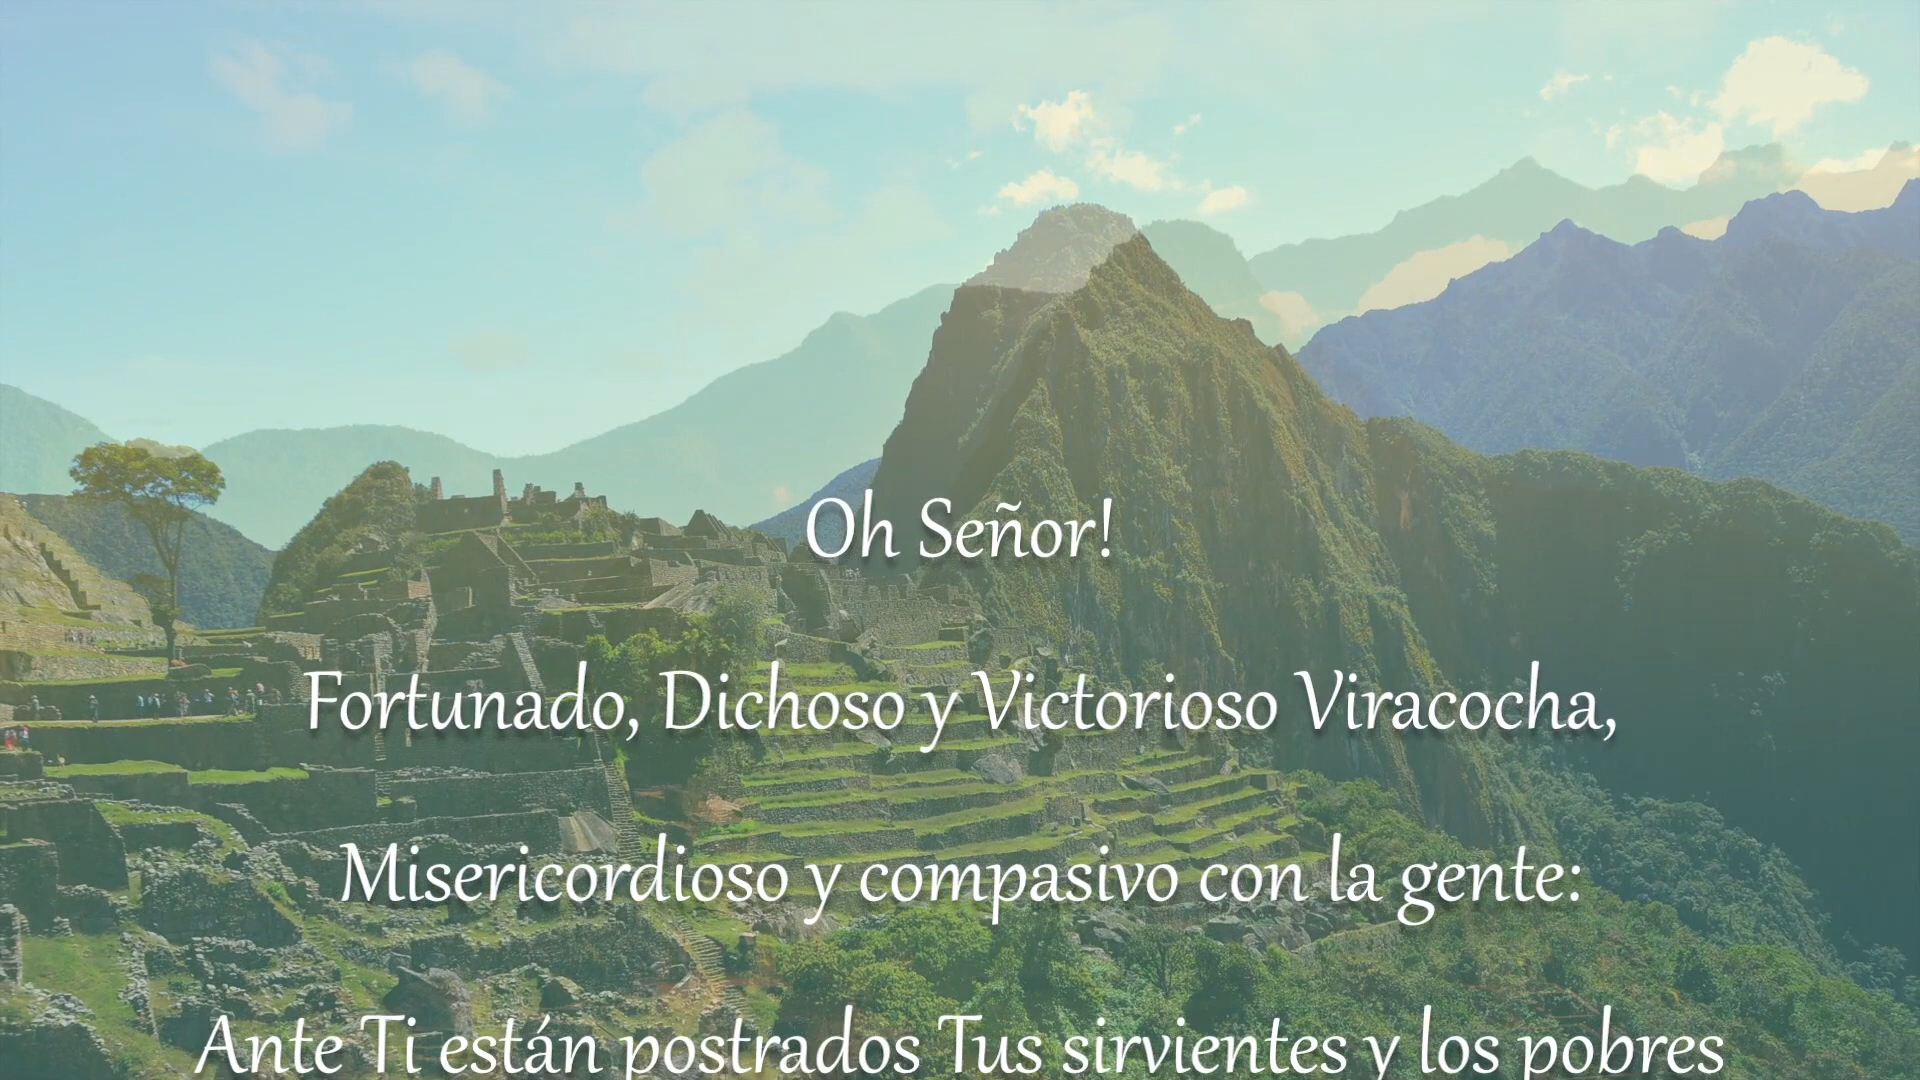 Oh Señor!
Fortunado, Dichoso y Victorioso Viracocha,
Misericordioso y compasivo con la gente:
Ante Ti están postrados Tus sirvientes y los pobres